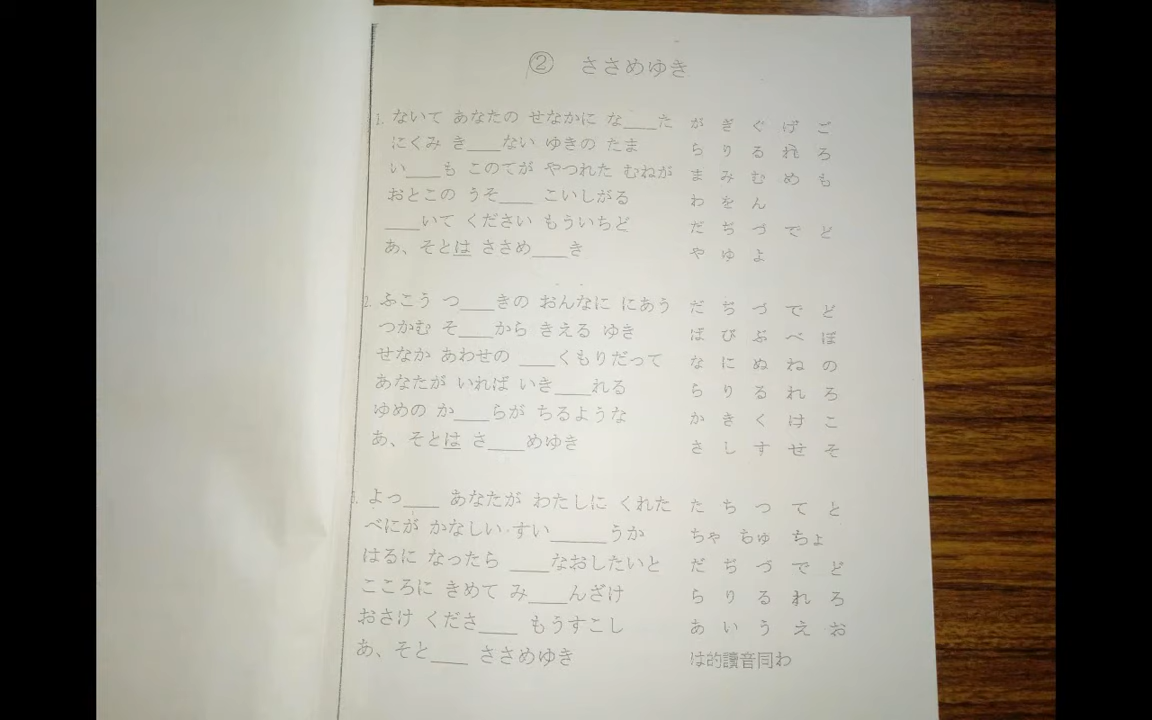 ② ささめゆき
1. ないて あなたの せなかに な____た が ぎ ぐ げ ご
にくみ き____ない ゆきの たま ら り る れ ろ
い____も このてが やつれた むねが ま み む め も
おとこの うそ____ こいしがる わ を ん
____いて ください もういちど だ ぢ づ で ど
あ、そとは ささめ____き や ゆ よ
2. ふこう つ____きの おんなに にあう だ ぢ づ で ど
つかむ そ____から きえる ゆき ば び ぶ べ ぼ
せなか あわせの ____くもりだって な に ぬ ね の
あなたが いれば いき____れる ら り る れ ろ
ゆめの か____らが ちるような か き く け こ
あ、そとは さ____めゆき さ し す せ そ
3. よっ____ あなたが わたしに くれた た ち つ て と
べにが かなしい すい______うか ちゃ ちゅ ちょ
はるに なったら ____なおしたいと だ ぢ づ で ど
こころに きめて み____んざけ ら り る れ ろ
おさけ くださ____ もうすこし あ い う え お
あ、そと____ ささめゆき は的讀音同わ